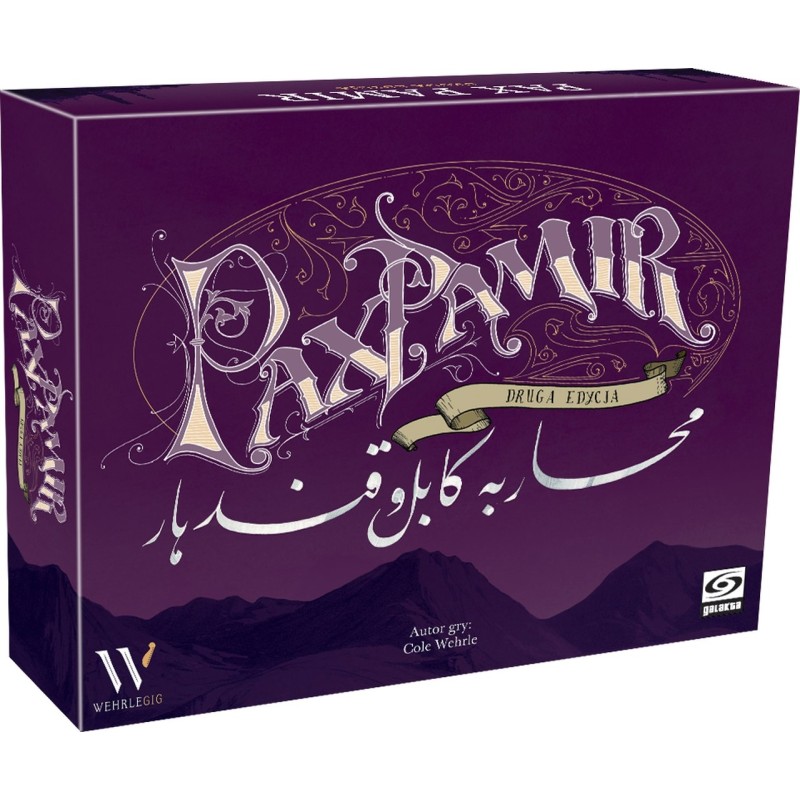 PAX PAMIR
PAX PAMIR
DRUGA EDYCJA
محاربه کابل و قندهار
PAX PAMIR
Autor gry:
Cole Wehrle
W
WEHRLEGIG
galakta